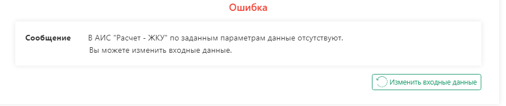 Ошибка
Сообщение В АИС "Расчет - ЖКУ" по заданным параметрам данные отсутствуют.
Вы можете изменить входные данные.
Изменить входные данные